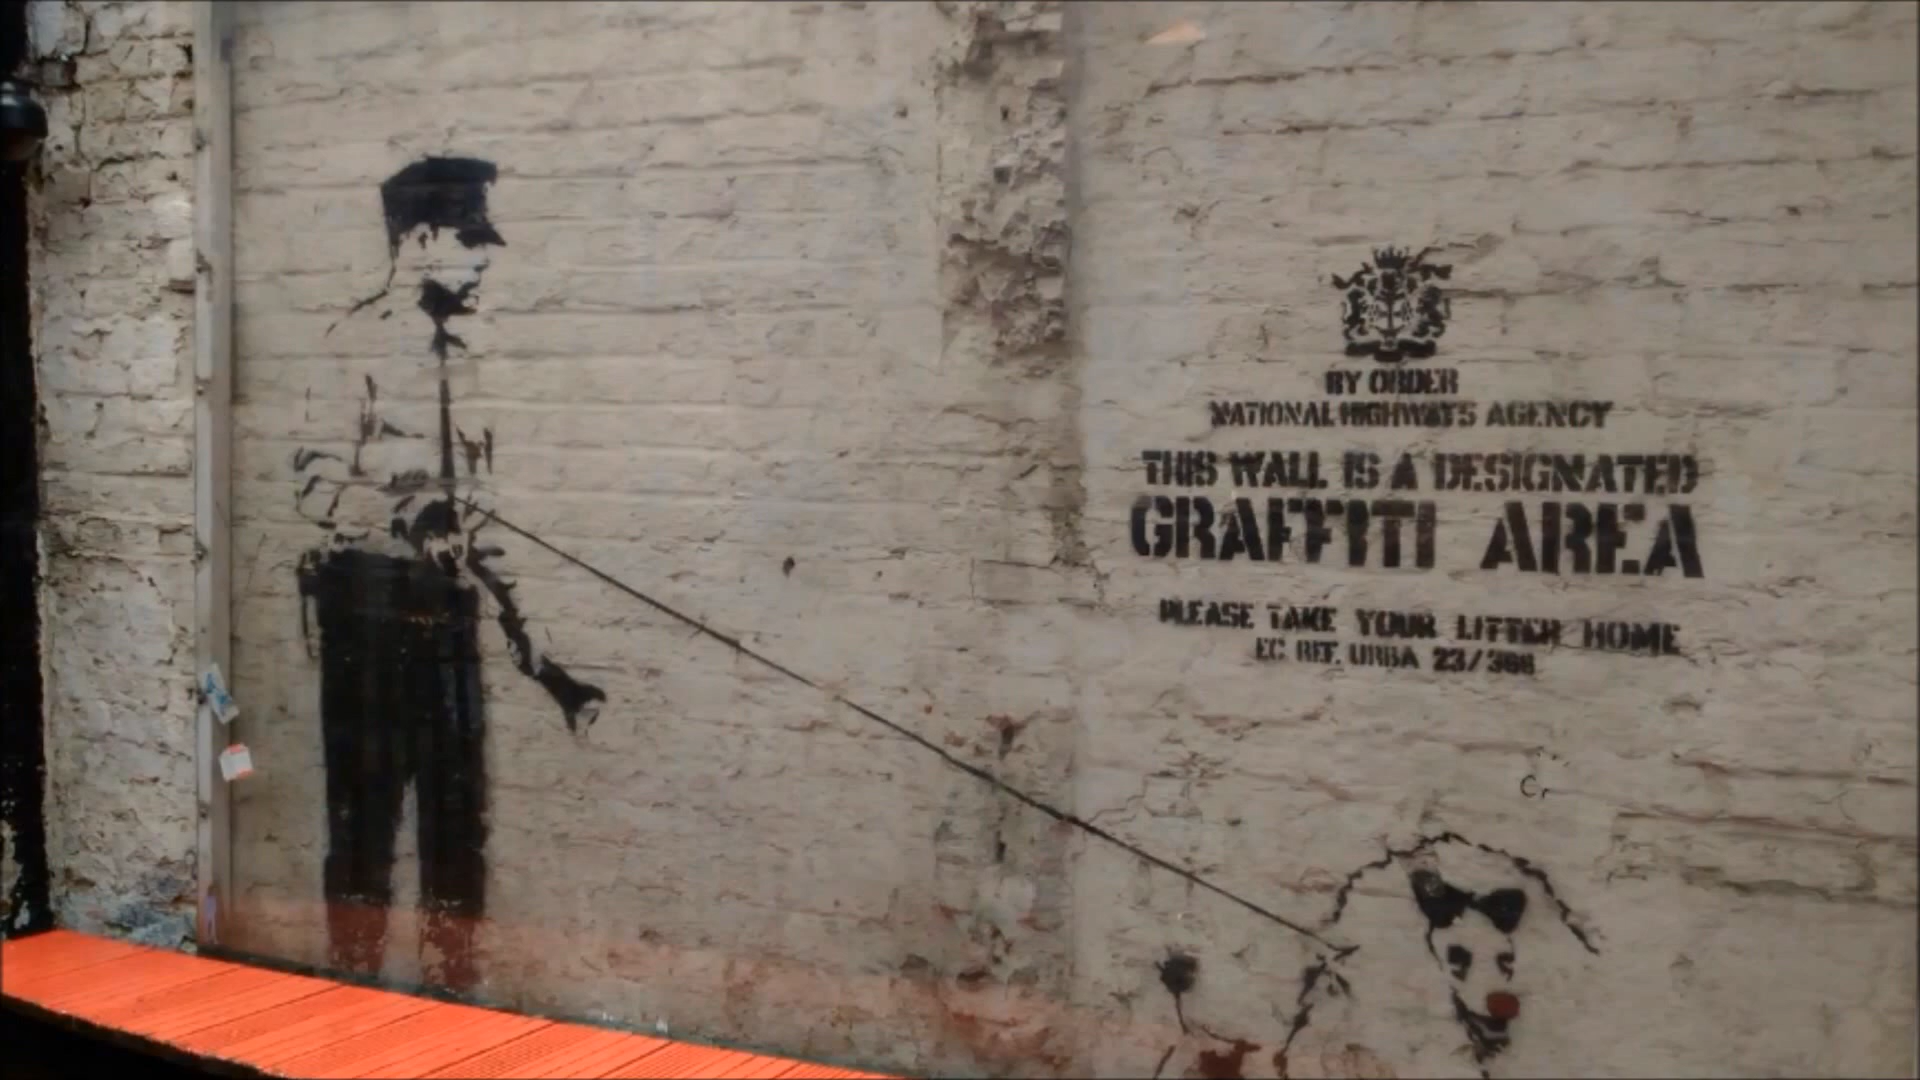 BY ORDER
NATIONAL HIGHWAYS AGENCY
THIS WALL IS A DESIGNATED
GRAFFITI AREA
PLEASE TAKE YOUR LITTER HOME
EC REF. URBA 23/366